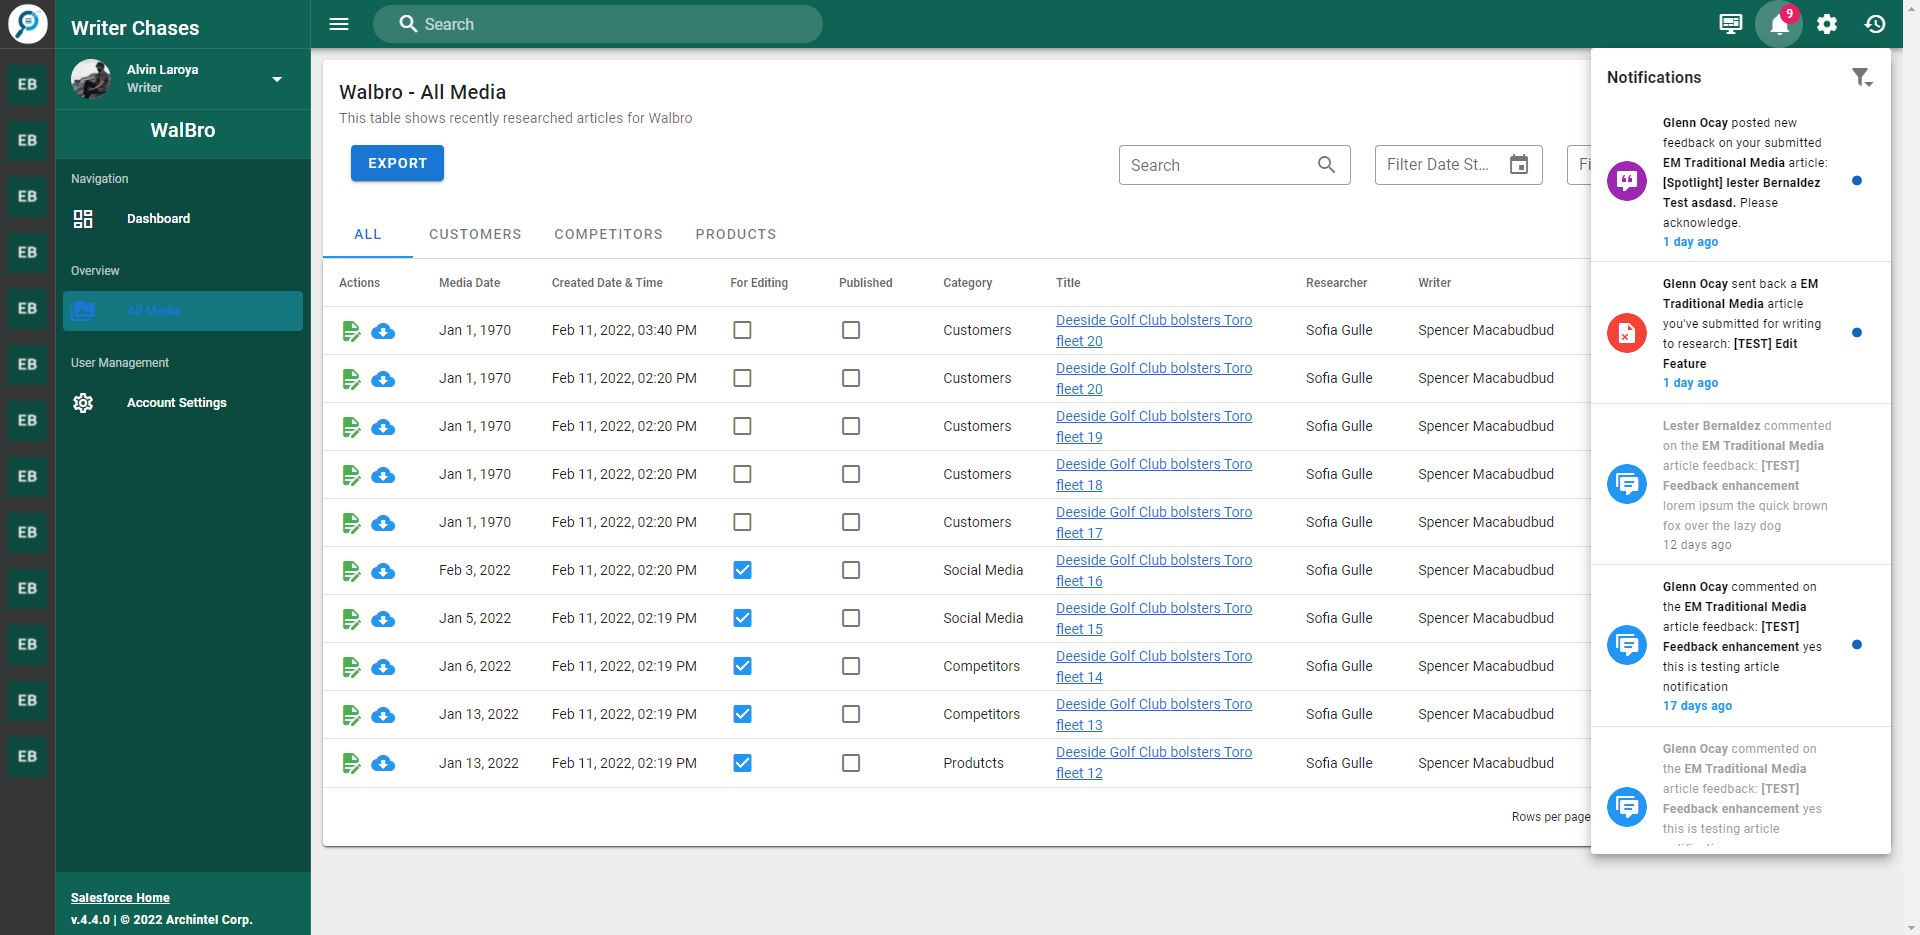 Writer Chases
Search
9
EB
EB
EB
EB
EB
EB
EB
EB
EB
EB
EB
EB
EB
Alvin Laroya
Writer
WalBro
Navigation
Dashboard
Overview
All Media
User Management
Account Settings
Salesforce Home
v.4.4.0 | © 2022 Archintel Corp.
Walbro - All Media
This table shows recently researched articles for Walbro
EXPORT
Search
Filter Date St...
Fi
ALL CUSTOMERS COMPETITORS PRODUCTS
Actions Media Date Created Date & Time For Editing Published Category Title Researcher Writer
Jan 1, 1970 Feb 11, 2022, 03:40 PM Customers Deeside Golf Club bolsters Toro Sofia Gulle Spencer Macabudbud
fleet 20
Jan 1, 1970 Feb 11, 2022, 02:20 PM Customers Deeside Golf Club bolsters Toro Sofia Gulle Spencer Macabudbud
fleet 20
Jan 1, 1970 Feb 11, 2022, 02:20 PM Customers Deeside Golf Club bolsters Toro Sofia Gulle Spencer Macabudbud
fleet 19
Jan 1, 1970 Feb 11, 2022, 02:20 PM Customers Deeside Golf Club bolsters Toro Sofia Gulle Spencer Macabudbud
fleet 18
Jan 1, 1970 Feb 11, 2022, 02:20 PM Customers Deeside Golf Club bolsters Toro Sofia Gulle Spencer Macabudbud
fleet 17
Feb 3, 2022 Feb 11, 2022, 02:20 PM Social Media Deeside Golf Club bolsters Toro Sofia Gulle Spencer Macabudbud
fleet 16
Jan 5, 2022 Feb 11, 2022, 02:19 PM Social Media Deeside Golf Club bolsters Toro Sofia Gulle Spencer Macabudbud
fleet 15
Jan 6, 2022 Feb 11, 2022, 02:19 PM Competitors Deeside Golf Club bolsters Toro Sofia Gulle Spencer Macabudbud
fleet 14
Jan 13, 2022 Feb 11, 2022, 02:19 PM Competitors Deeside Golf Club bolsters Toro Sofia Gulle Spencer Macabudbud
fleet 13
Jan 13, 2022 Feb 11, 2022, 02:19 PM Produtcts Deeside Golf Club bolsters Toro Sofia Gulle Spencer Macabudbud
fleet 12
Rows per page
Notifications
Glenn Ocay posted new
feedback on your submitted
EM Traditional Media article:
[Spotlight] lester Bernaldez
Test asdasd. Please
acknowledge.
1 day ago
Glenn Ocay sent back a EM
Traditional Media article
you've submitted for writing
to research: [TEST] Edit
Feature
1 day ago
Lester Bernaldez commented
on the EM Traditional Media
article feedback: [TEST]
Feedback enhancement
lorem ipsum the quick brown
fox over the lazy dog
12 days ago
Glenn Ocay commented on
the EM Traditional Media
article feedback: [TEST]
Feedback enhancement yes
this is testing article
notification
17 days ago
Glenn Ocay commented on
the EM Traditional Media
article feedback: [TEST]
Feedback enhancement yes
this is testing article